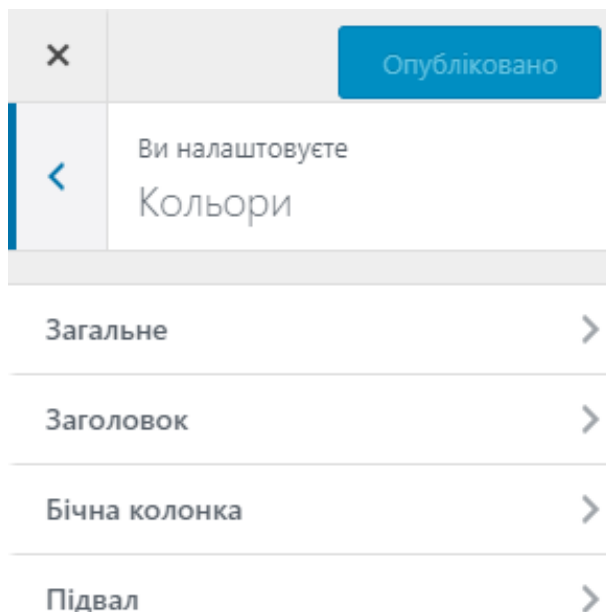 Опубліковано
Ви налаштовуєте
Кольори
Загальне
Заголовок
Бічна колонка
Підвал